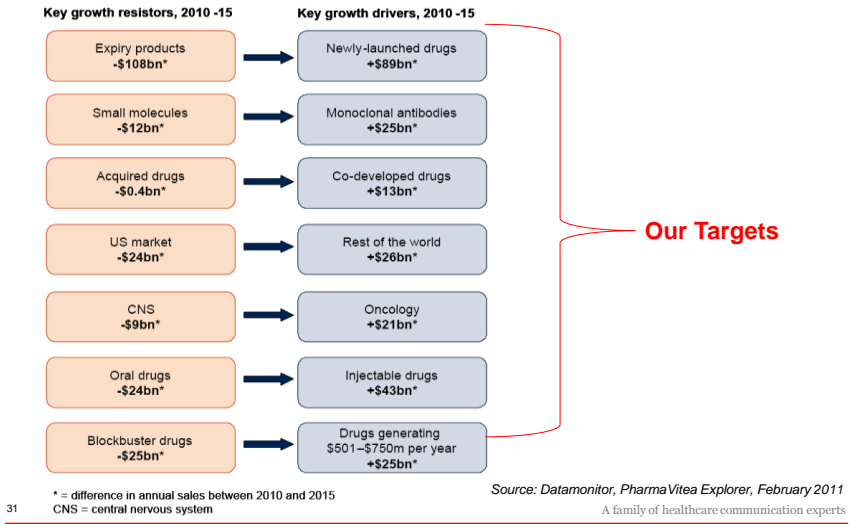 Key growth resistors, 2010 -15
Key growth drivers, 2010 -15
Expiry products
-$108bn*
Newly-launched drugs
+$89bn*
Small molecules
-$12bn*
Monoclonal antibodies
+$25bn*
Acquired drugs
-$0.4bn*
Co-developed drugs
+$13bn*
US market
-$24bn*
Rest of the world
+$26bn*
CNS
-$9bn*
Oncology
+$21bn*
Oral drugs
-$24bn*
Injectable drugs
+$43bn*
Blockbuster drugs
-$25bn*
Drugs generating
$501–$750m per year
+$25bn*
Our Targets
* = difference in annual sales between 2010 and 2015
CNS = central nervous system
Source: Datamonitor, PharmaVitea Explorer, February 2011
31
A family of healthcare communication experts